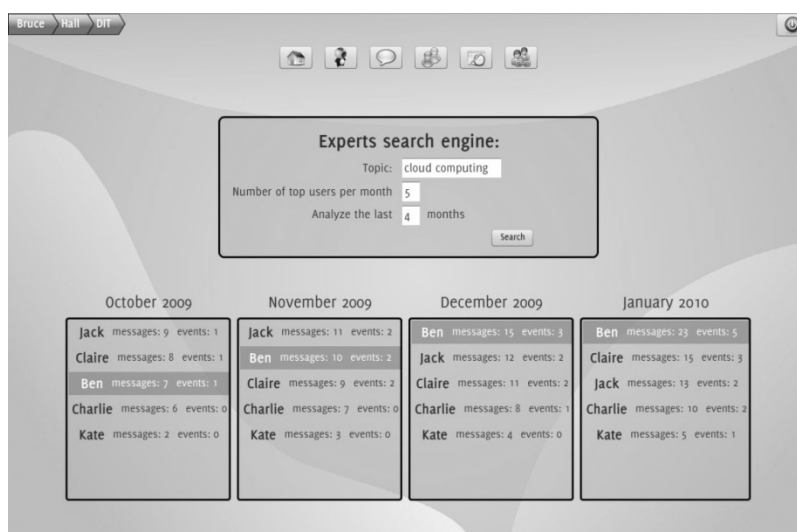 Bruce Hall DIT
Experts search engine:
Topic: cloud computing
Number of top users per month 5
Analyze the last 4 months
Search
October 2009
Jack messages: 9 events: 1
Claire messages: 8 events: 1
Ben messages: 7 events: 1
Charlie messages: 6 events: 0
Kate messages: 2 events: 0
November 2009
Jack messages: 11 events: 2
Ben messages: 10 events: 2
Claire messages: 9 events: 2
Charlie messages: 7 events: 0
Kate messages: 3 events: 0
December 2009
Ben messages: 15 events: 3
Jack messages: 12 events: 2
Claire messages: 11 events: 2
Charlie messages: 8 events: 1
Kate messages: 4 events: 0
January 2010
Ben messages: 23 events: 5
Claire messages: 15 events: 3
Jack messages: 13 events: 2
Charlie messages: 10 events: 2
Kate messages: 5 events: 1